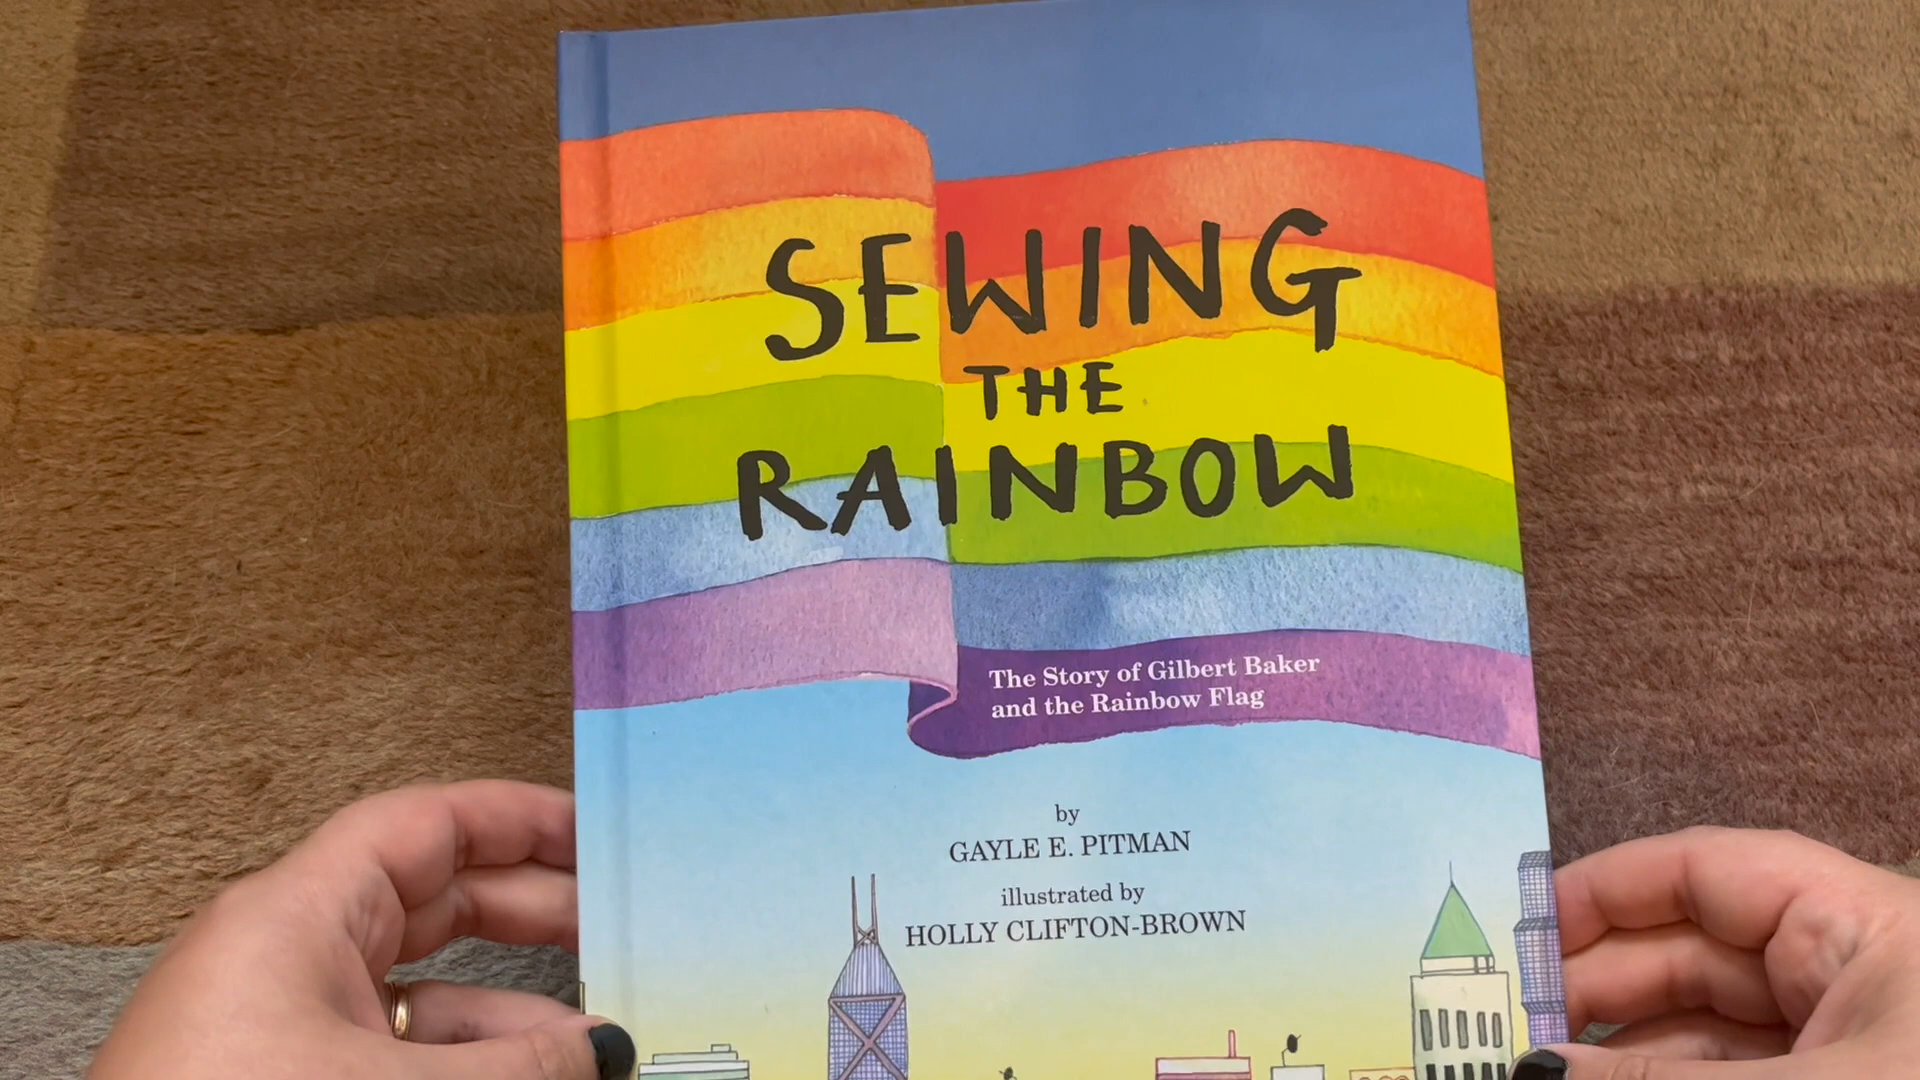 SEWING
THE
RAINBOW
The Story of Gilbert Baker
and the Rainbow Flag
by
GAYLE E. PITMAN
illustrated by
HOLLY CLIFTON-BROWN